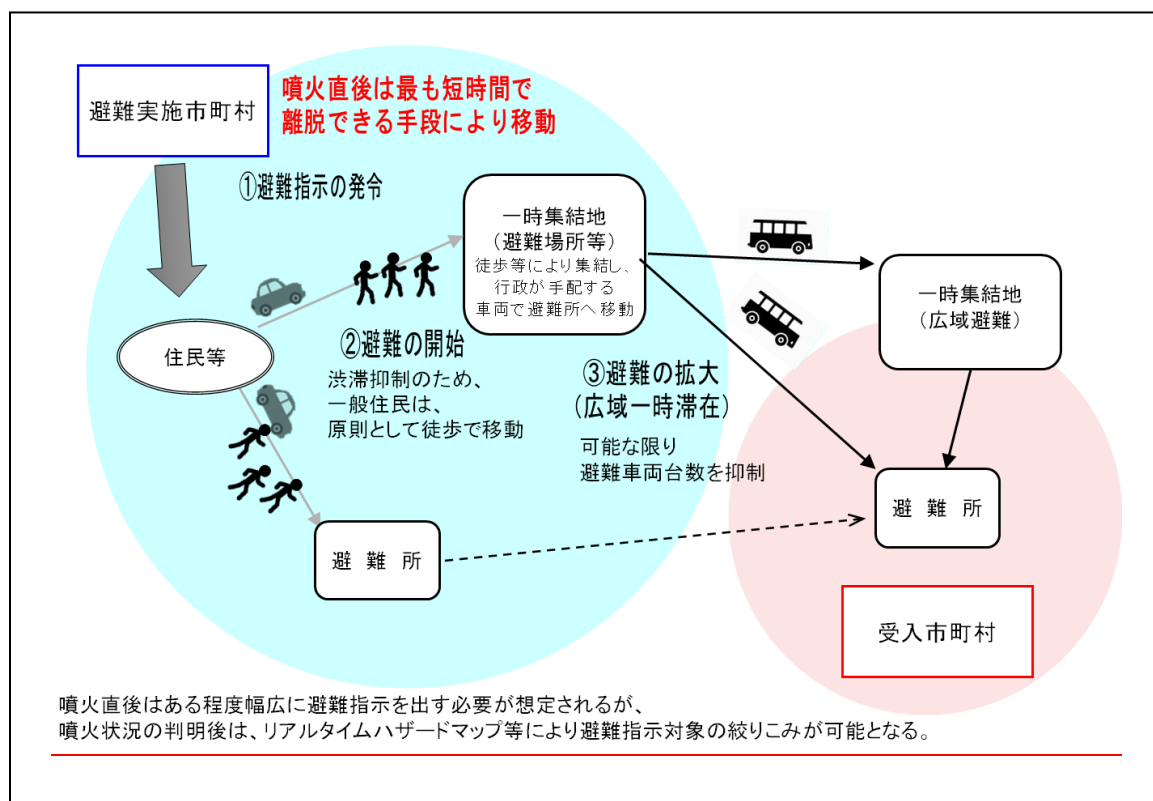 避難実施市町村
噴火直後は最も短時間で
離脱できる手段により移動
①避難指示の発令
一時集結地
（避難場所等）
徒歩等により集結し、
行政が手配する
車両で避難所へ移動
一時集結地
（広域避難）
住民等
②避難の開始
渋滞抑制のため、
一般住民は、
原則として徒歩で移動
③避難の拡大
（広域一時滞在）
可能な限り
避難車両台数を抑制
避 難 所
避 難 所
受入市町村
噴火直後はある程度幅広に避難指示を出す必要が想定されるが、
噴火状況の判明後は、リアルタイムハザードマップ等により避難指示対象の絞りこみが可能となる。